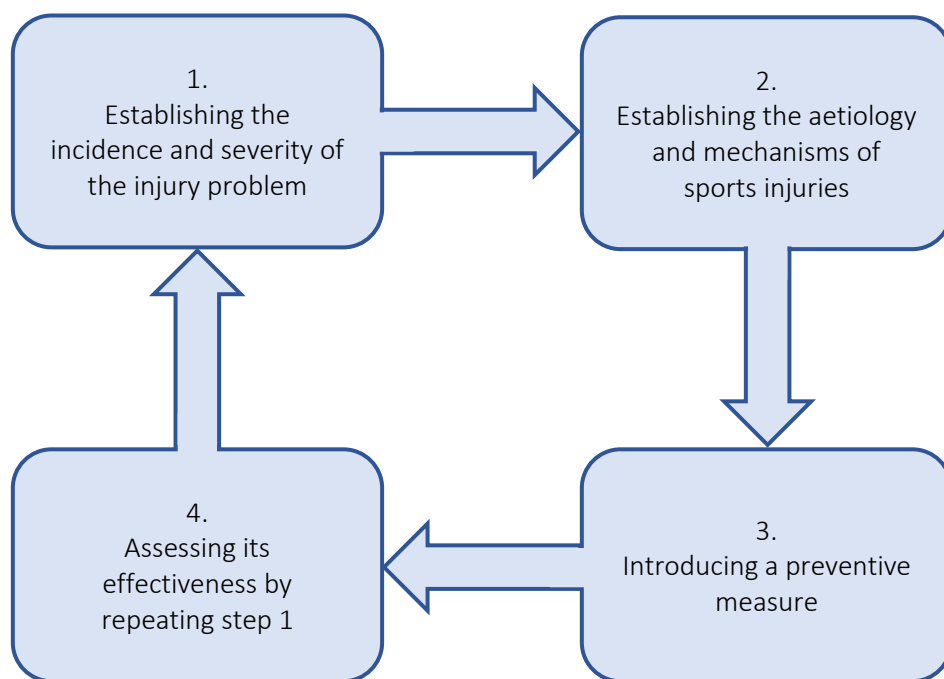 1.
Establishing the
incidence and severity of
the injury problem
2.
Establishing the aetiology
and mechanisms of
sports injuries
3.
Introducing a preventive
measure
4.
Assessing its
effectiveness by
repeating step 1